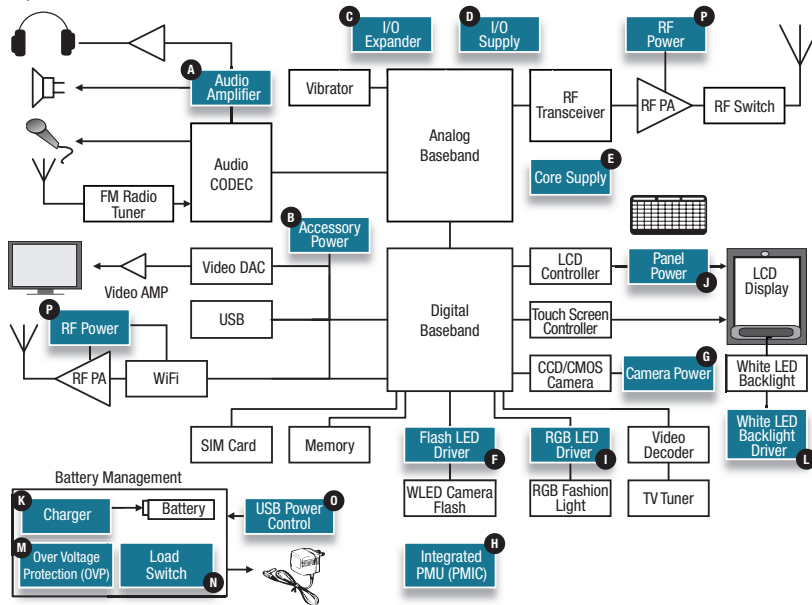 C
I/O
Expander
D
I/O
Supply
P
RF
Power
A
Audio
Amplifier
Vibrator
Analog
Baseband
RF
Transceiver
RF PA
RF Switch
Audio
CODEC
FM Radio
Tuner
E
Core Supply
B
Accessory
Power
Video AMP
Video DAC
USB
Digital
Baseband
LCD
Controller
Panel
Power
J
LCD
Display
Touch Screen
Controller
P
RF Power
RF PA
WiFi
CCD/CMOS
Camera
G
Camera Power
White LED
Backlight
SIM Card
Memory
Flash LED
Driver
F
RGB LED
Driver
I
Video
Decoder
White LED
Backlight
Driver
L
WLED Camera
Flash
RGB Fashion
Light
TV Tuner
Battery Management
K
Charger
Battery
O
USB Power
Control
M
Over Voltage
Protection (OVP)
Load
Switch
N
H
Integrated
PMU (PMIC)